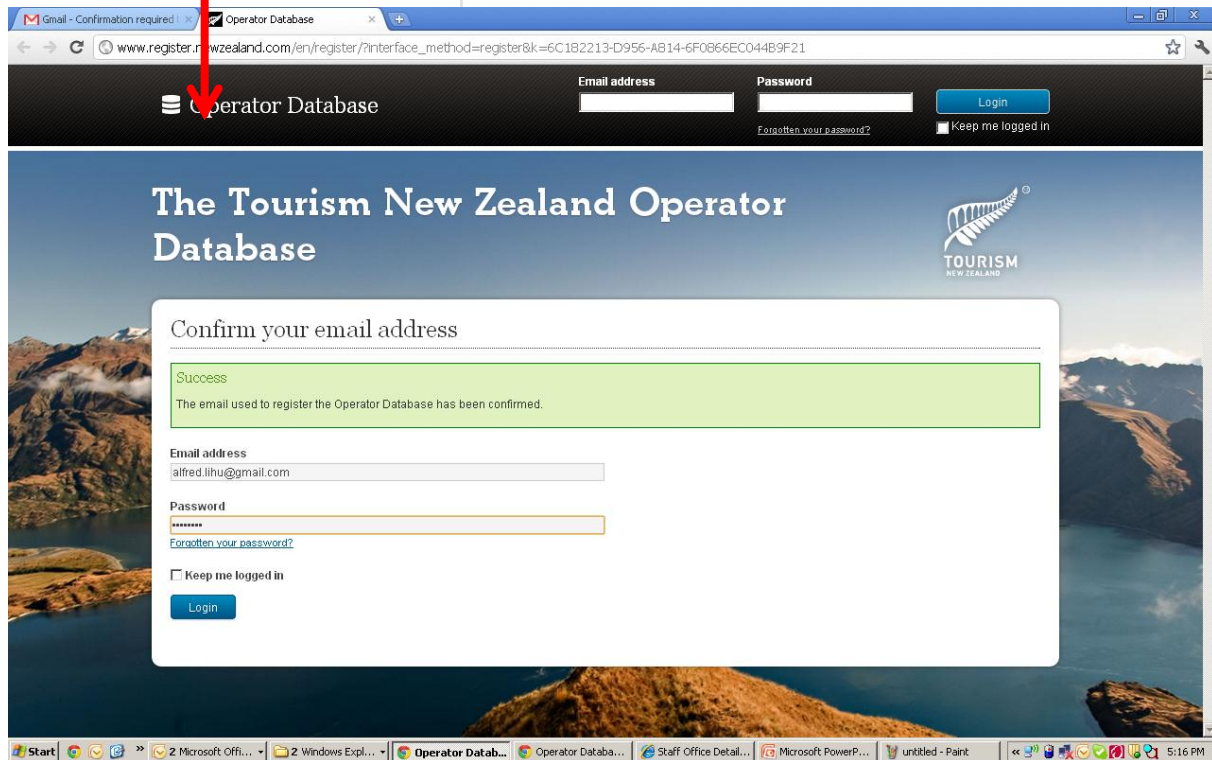 Gmail - Confirmation required
Operator Database
www.register.newzealand.com/en/register/?interface_method=register&k=6C182213-D956-A814-6F0866EC044B9F21
Email address
Password
Operator Database
Login
Forgotten your password?
Keep me logged in
The Tourism New Zealand Operator
Database
TOURISM
NEW ZEALAND
Confirm your email address
Success
The email used to register the Operator Database has been confirmed.
Email address
alfred.lihu@gmail.com
Password
Forgotten your password?
Keep me logged in
Login
Start
2 Microsoft Offi...
2 Windows Expl...
Operator Datab...
Operator Databa...
Staff Office Detail...
Microsoft PowerP...
untitled - Paint
5:16 PM